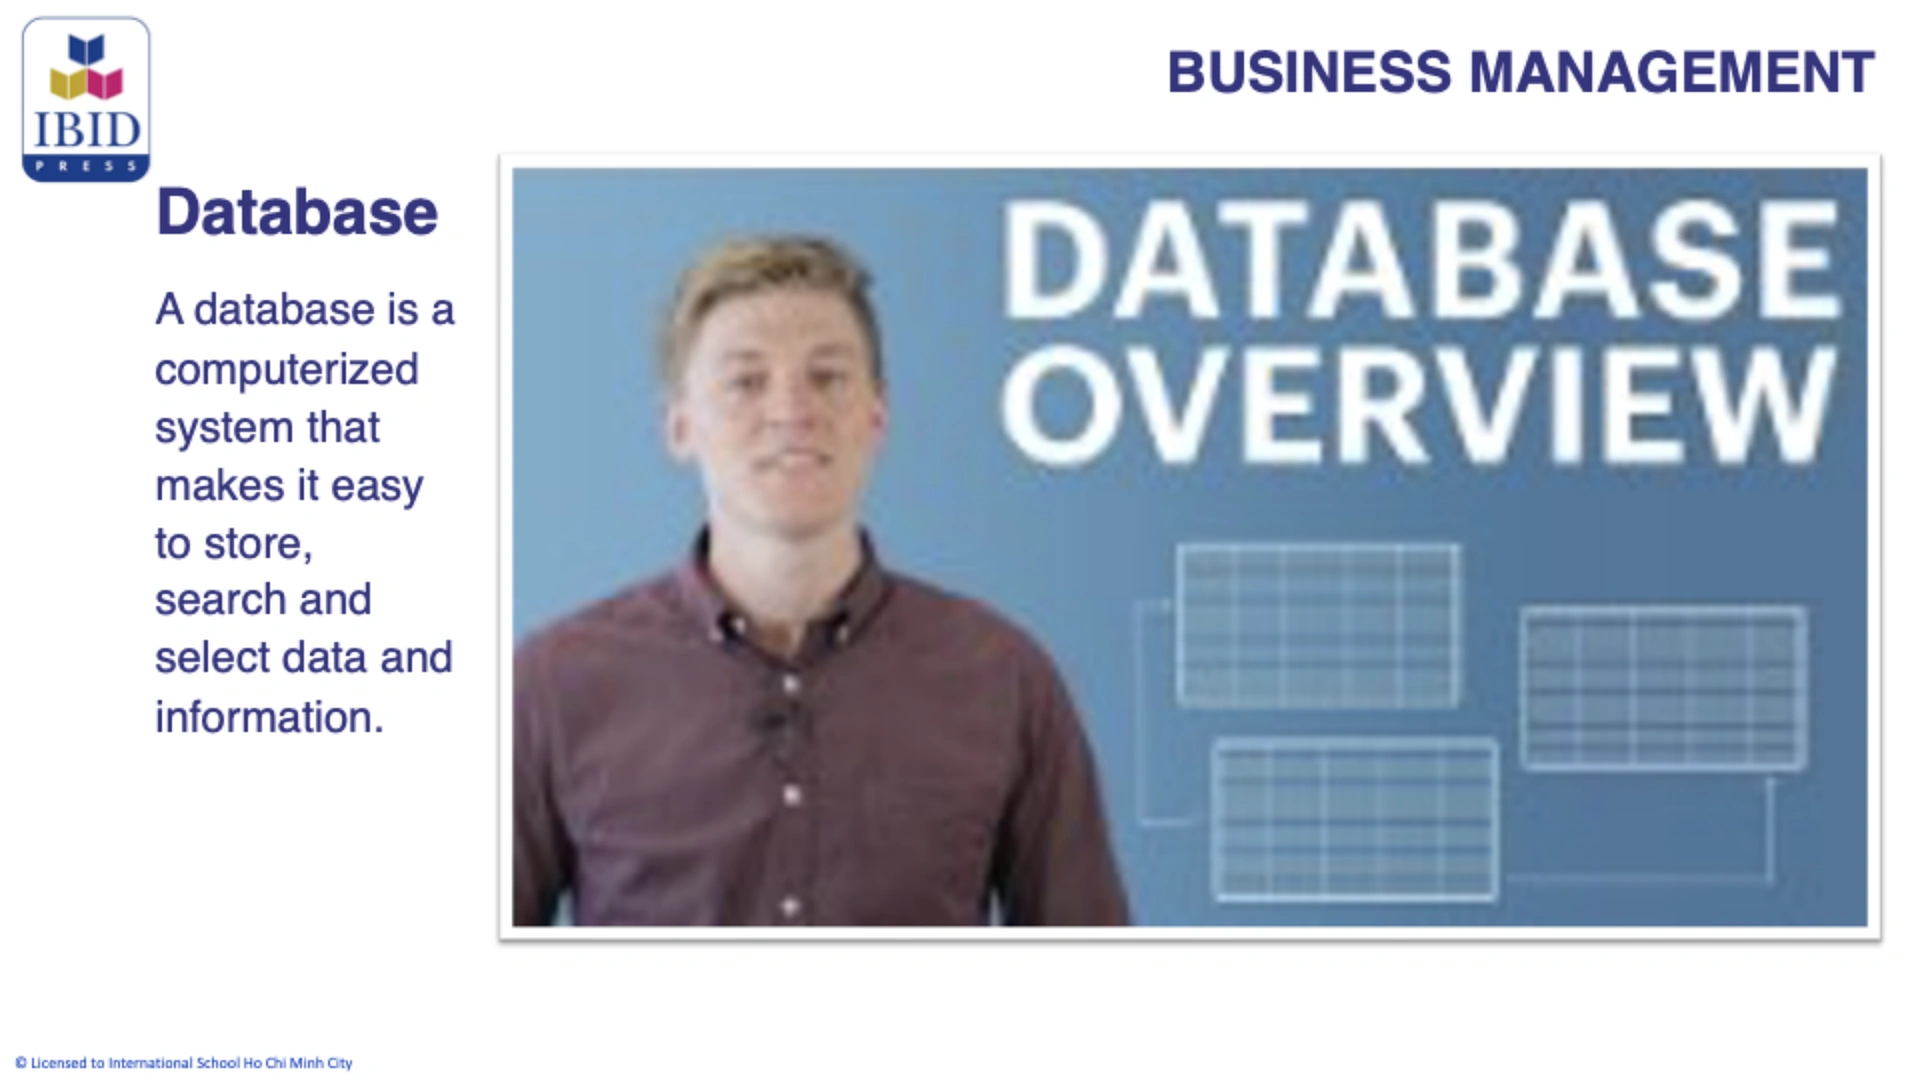 IBID
PRESS
BUSINESS MANAGEMENT
Database
A database is a
computerized
system that
makes it easy
to store,
search and
select data and
information.
DATABASE
OVERVIEW
© Licensed to International School Ho Chi Minh City